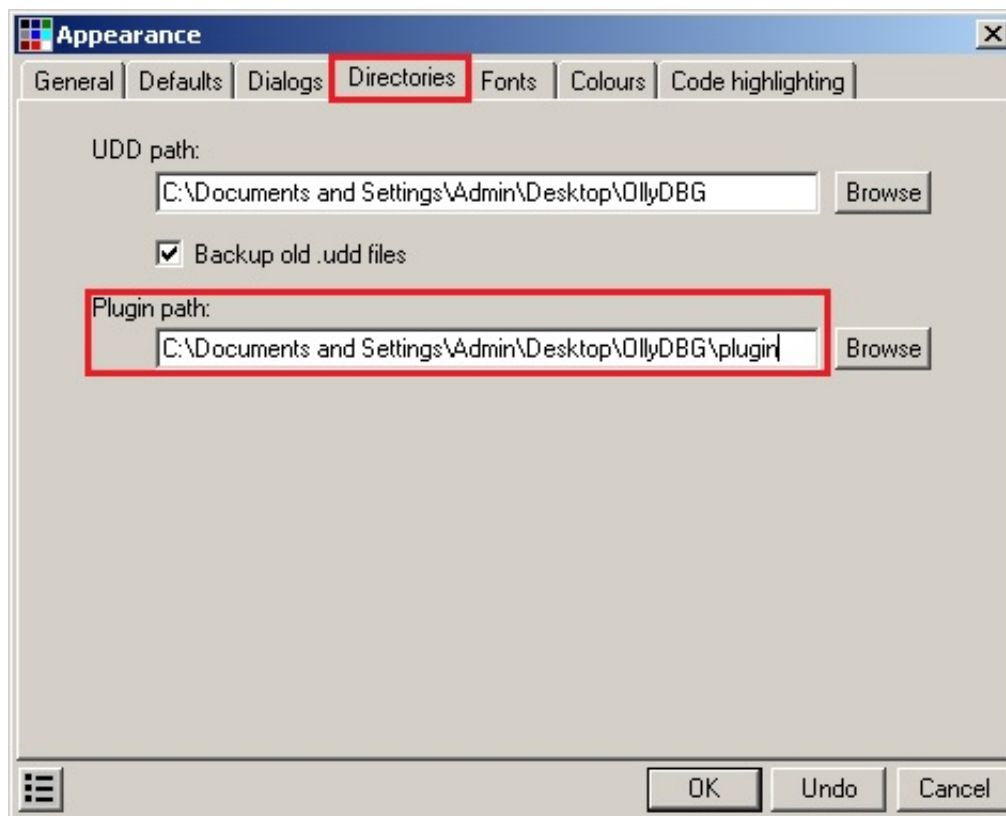 Appearance
General Defaults Dialogs Directories Fonts Colours Code highlighting
UDD path:
C:\Documents and Settings\Admin\Desktop\OllyDBG Browse
Backup old .udd files
Plugin path:
C:\Documents and Settings\Admin\Desktop\OllyDBG\plugin Browse
OK Undo Cancel